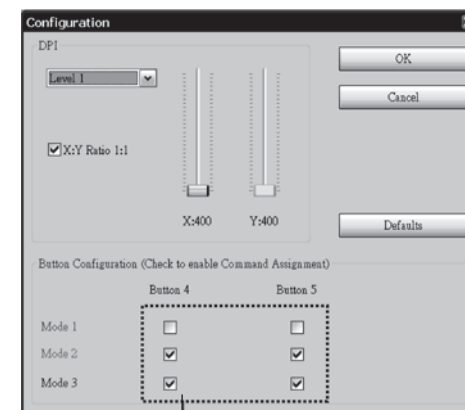 Configuration
DPI
Level 1
OK
Cancel
X:Y Ratio 1:1
X:400 Y:400
Defaults
Button Configuration (Check to enable Command Assignment)
Button 4 Button 5
Mode 1
Mode 2
Mode 3